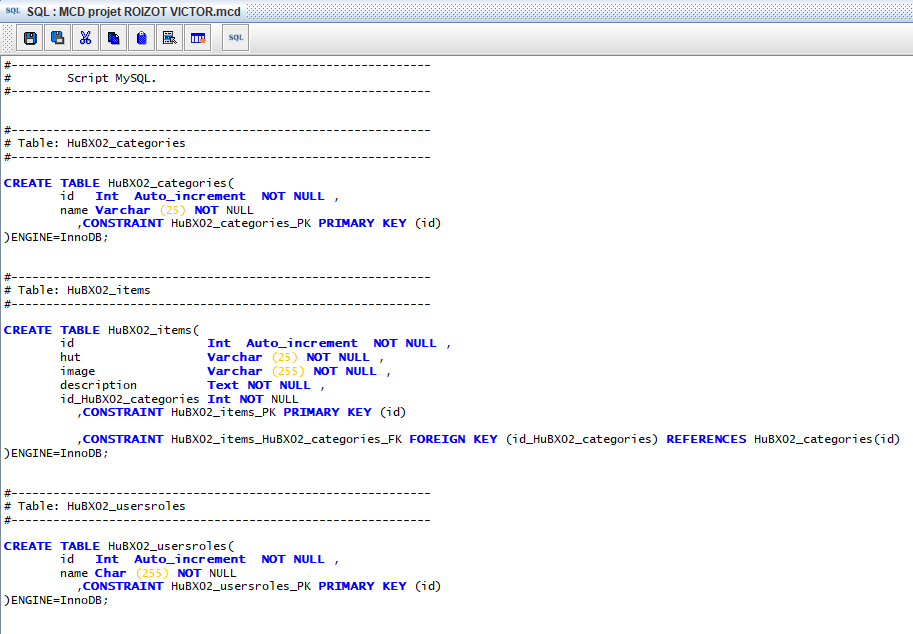 SQL SQL : MCD projet ROIZOT VICTOR.mcd
SQL
#------------------------------------------------------------
#        Script MySQL.
#------------------------------------------------------------
#------------------------------------------------------------
# Table: HuBX02_categories
#------------------------------------------------------------
CREATE TABLE HuBX02_categories(
        id   Int  Auto_increment  NOT NULL ,
        name Varchar (25) NOT NULL
	,CONSTRAINT HuBX02_categories_PK PRIMARY KEY (id)
)ENGINE=InnoDB;
#------------------------------------------------------------
# Table: HuBX02_items
#------------------------------------------------------------
CREATE TABLE HuBX02_items(
        id                   Int  Auto_increment  NOT NULL ,
        hut                  Varchar (25) NOT NULL ,
        image                Varchar (255) NOT NULL ,
        description          Text NOT NULL ,
        id_HuBX02_categories Int NOT NULL
	,CONSTRAINT HuBX02_items_PK PRIMARY KEY (id)
	,CONSTRAINT HuBX02_items_HuBX02_categories_FK FOREIGN KEY (id_HuBX02_categories) REFERENCES HuBX02_categories(id)
)ENGINE=InnoDB;
#------------------------------------------------------------
# Table: HuBX02_usersroles
#------------------------------------------------------------
CREATE TABLE HuBX02_usersroles(
        id   Int  Auto_increment  NOT NULL ,
        name Char (255) NOT NULL
	,CONSTRAINT HuBX02_usersroles_PK PRIMARY KEY (id)
)ENGINE=InnoDB;